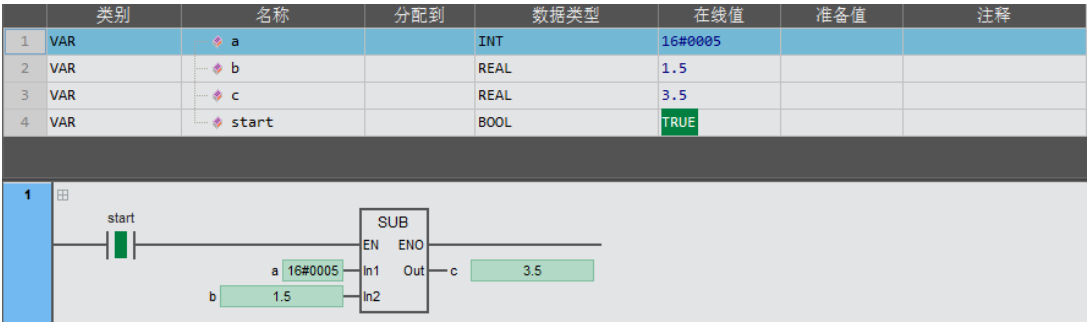 类别 名称 分配到 数据类型 在线值 准备值 注释
1 VAR a INT 16#0005
2 VAR b REAL 1.5
3 VAR c REAL 3.5
4 VAR start BOOL TRUE
1
start
SUB
EN ENO
a 16#0005 In1 Out c 3.5
b 1.5 In2